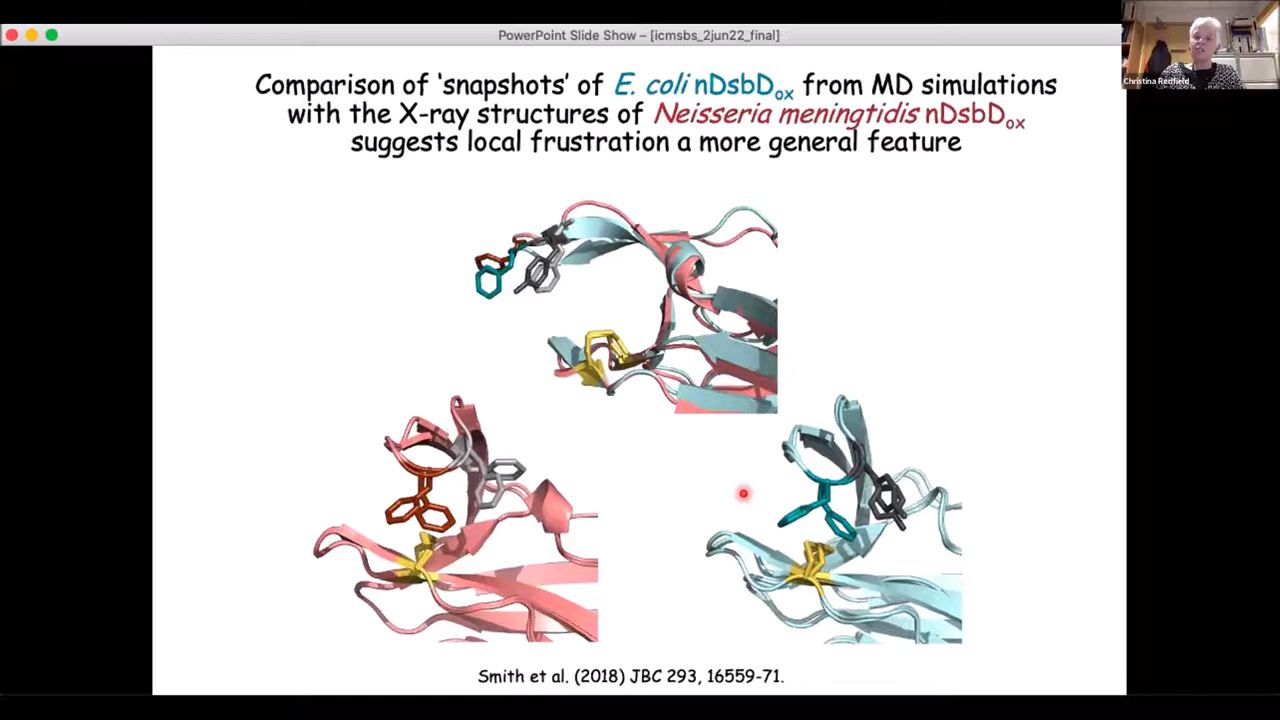 PowerPoint Slide Show – [icmsbs_2jun22_final]
Christina Redfield
Comparison of ‘snapshots’ of E. coli nDsbDox from MD simulations
with the X-ray structures of Neisseria meningtidis nDsbDox
suggests local frustration a more general feature
Smith et al. (2018) JBC 293, 16559-71.